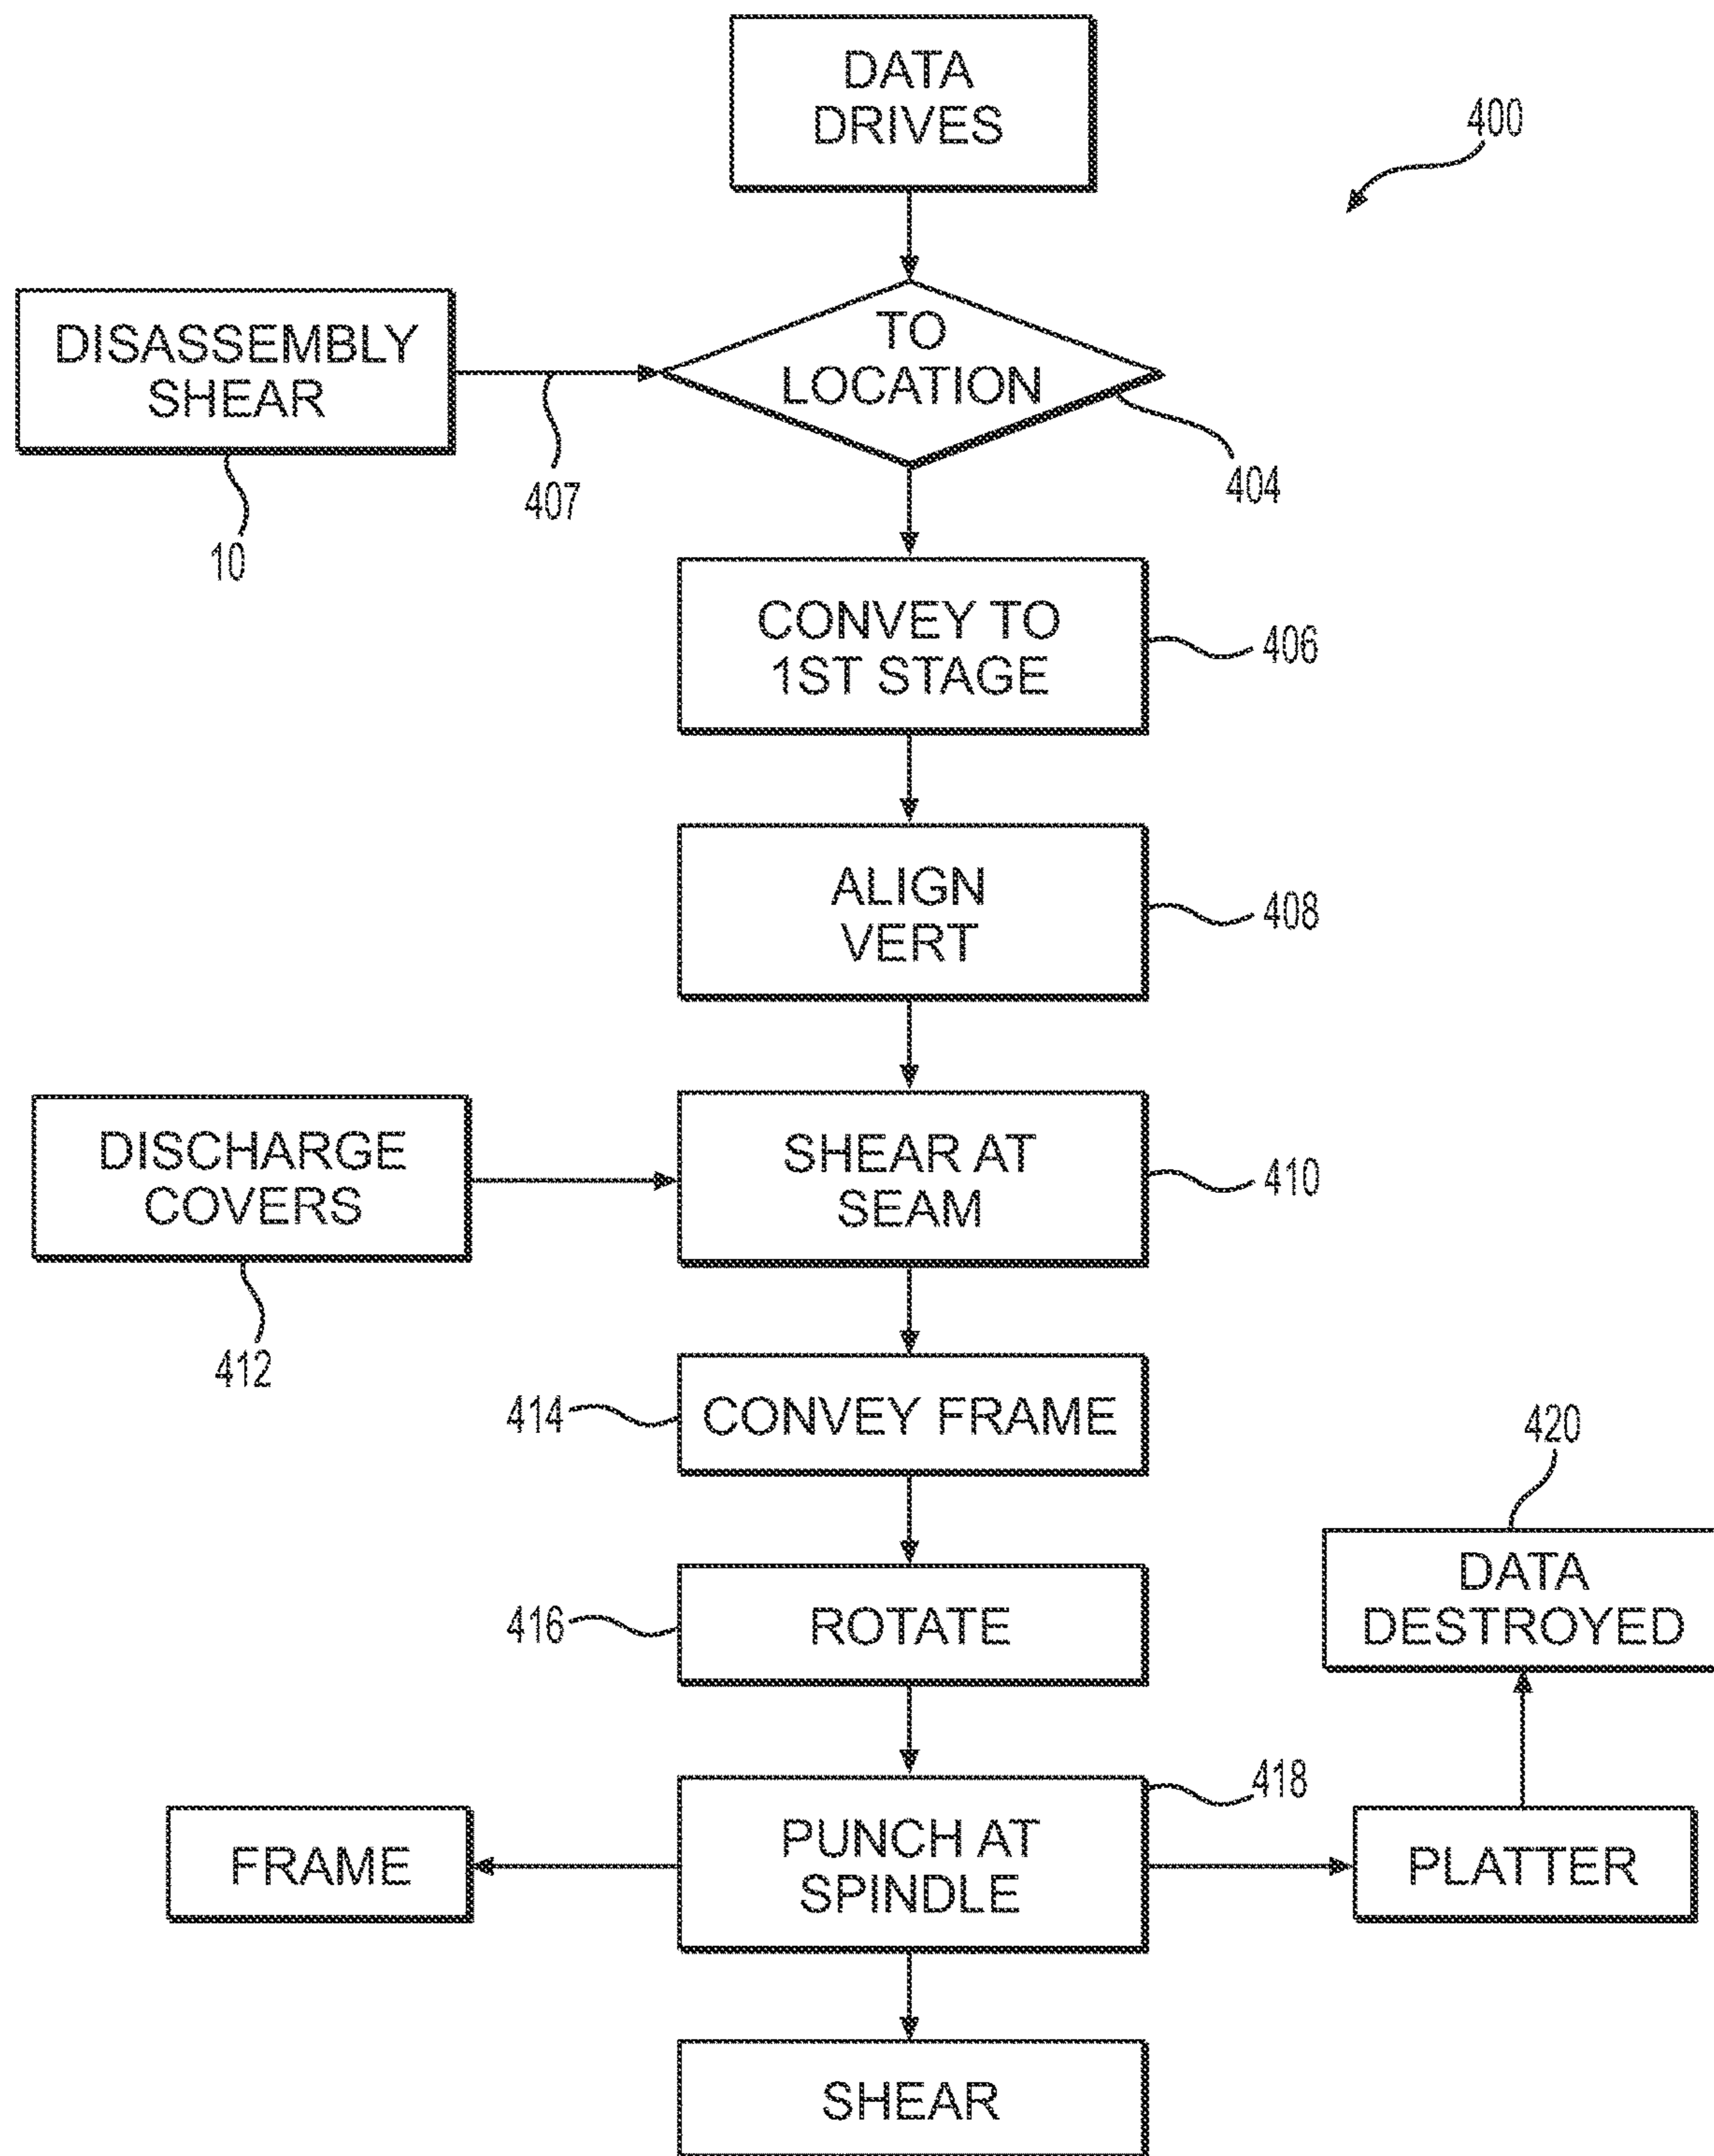 DATA
DRIVES
400
DISASSEMBLY
SHEAR
TO
LOCATION
407
404
10
CONVEY TO
1ST STAGE
406
ALIGN
VERT
408
DISCHARGE
COVERS
SHEAR AT
SEAM
410
412
414
CONVEY FRAME
420
DATA
DESTROYED
416
ROTATE
418
FRAME
PUNCH AT
SPINDLE
PLATTER
SHEAR